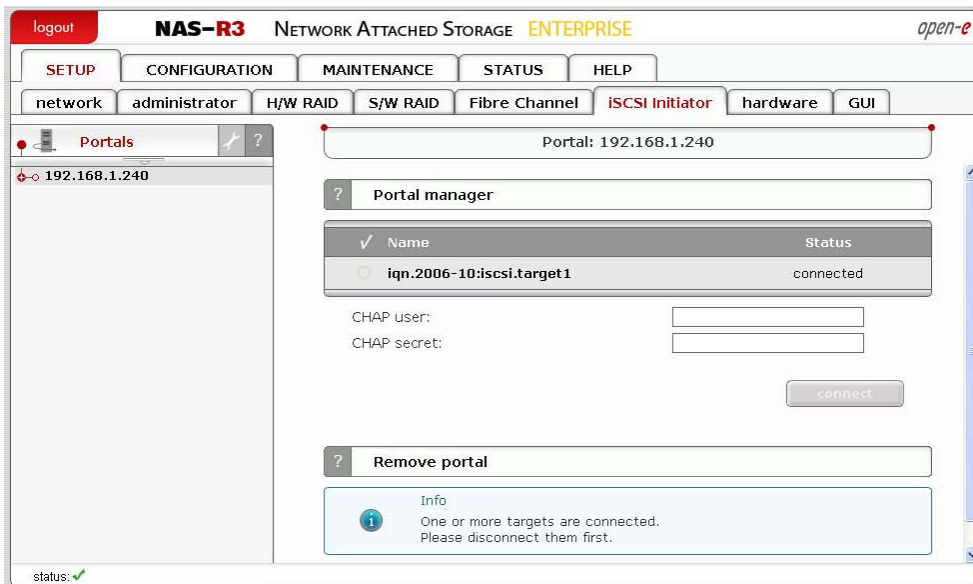 logout
NAS-R3 NETWORK ATTACHED STORAGE ENTERPRISE
open-e
SETUP CONFIGURATION MAINTENANCE STATUS HELP
network administrator H/W RAID S/W RAID Fibre Channel iSCSI Initiator hardware GUI
Portals ?
192.168.1.240
Portal: 192.168.1.240
? Portal manager
Name Status
iqn.2006-10:iscsi.target1 connected
CHAP user:
CHAP secret:
connect
? Remove portal
Info
One or more targets are connected.
Please disconnect them first.
status: